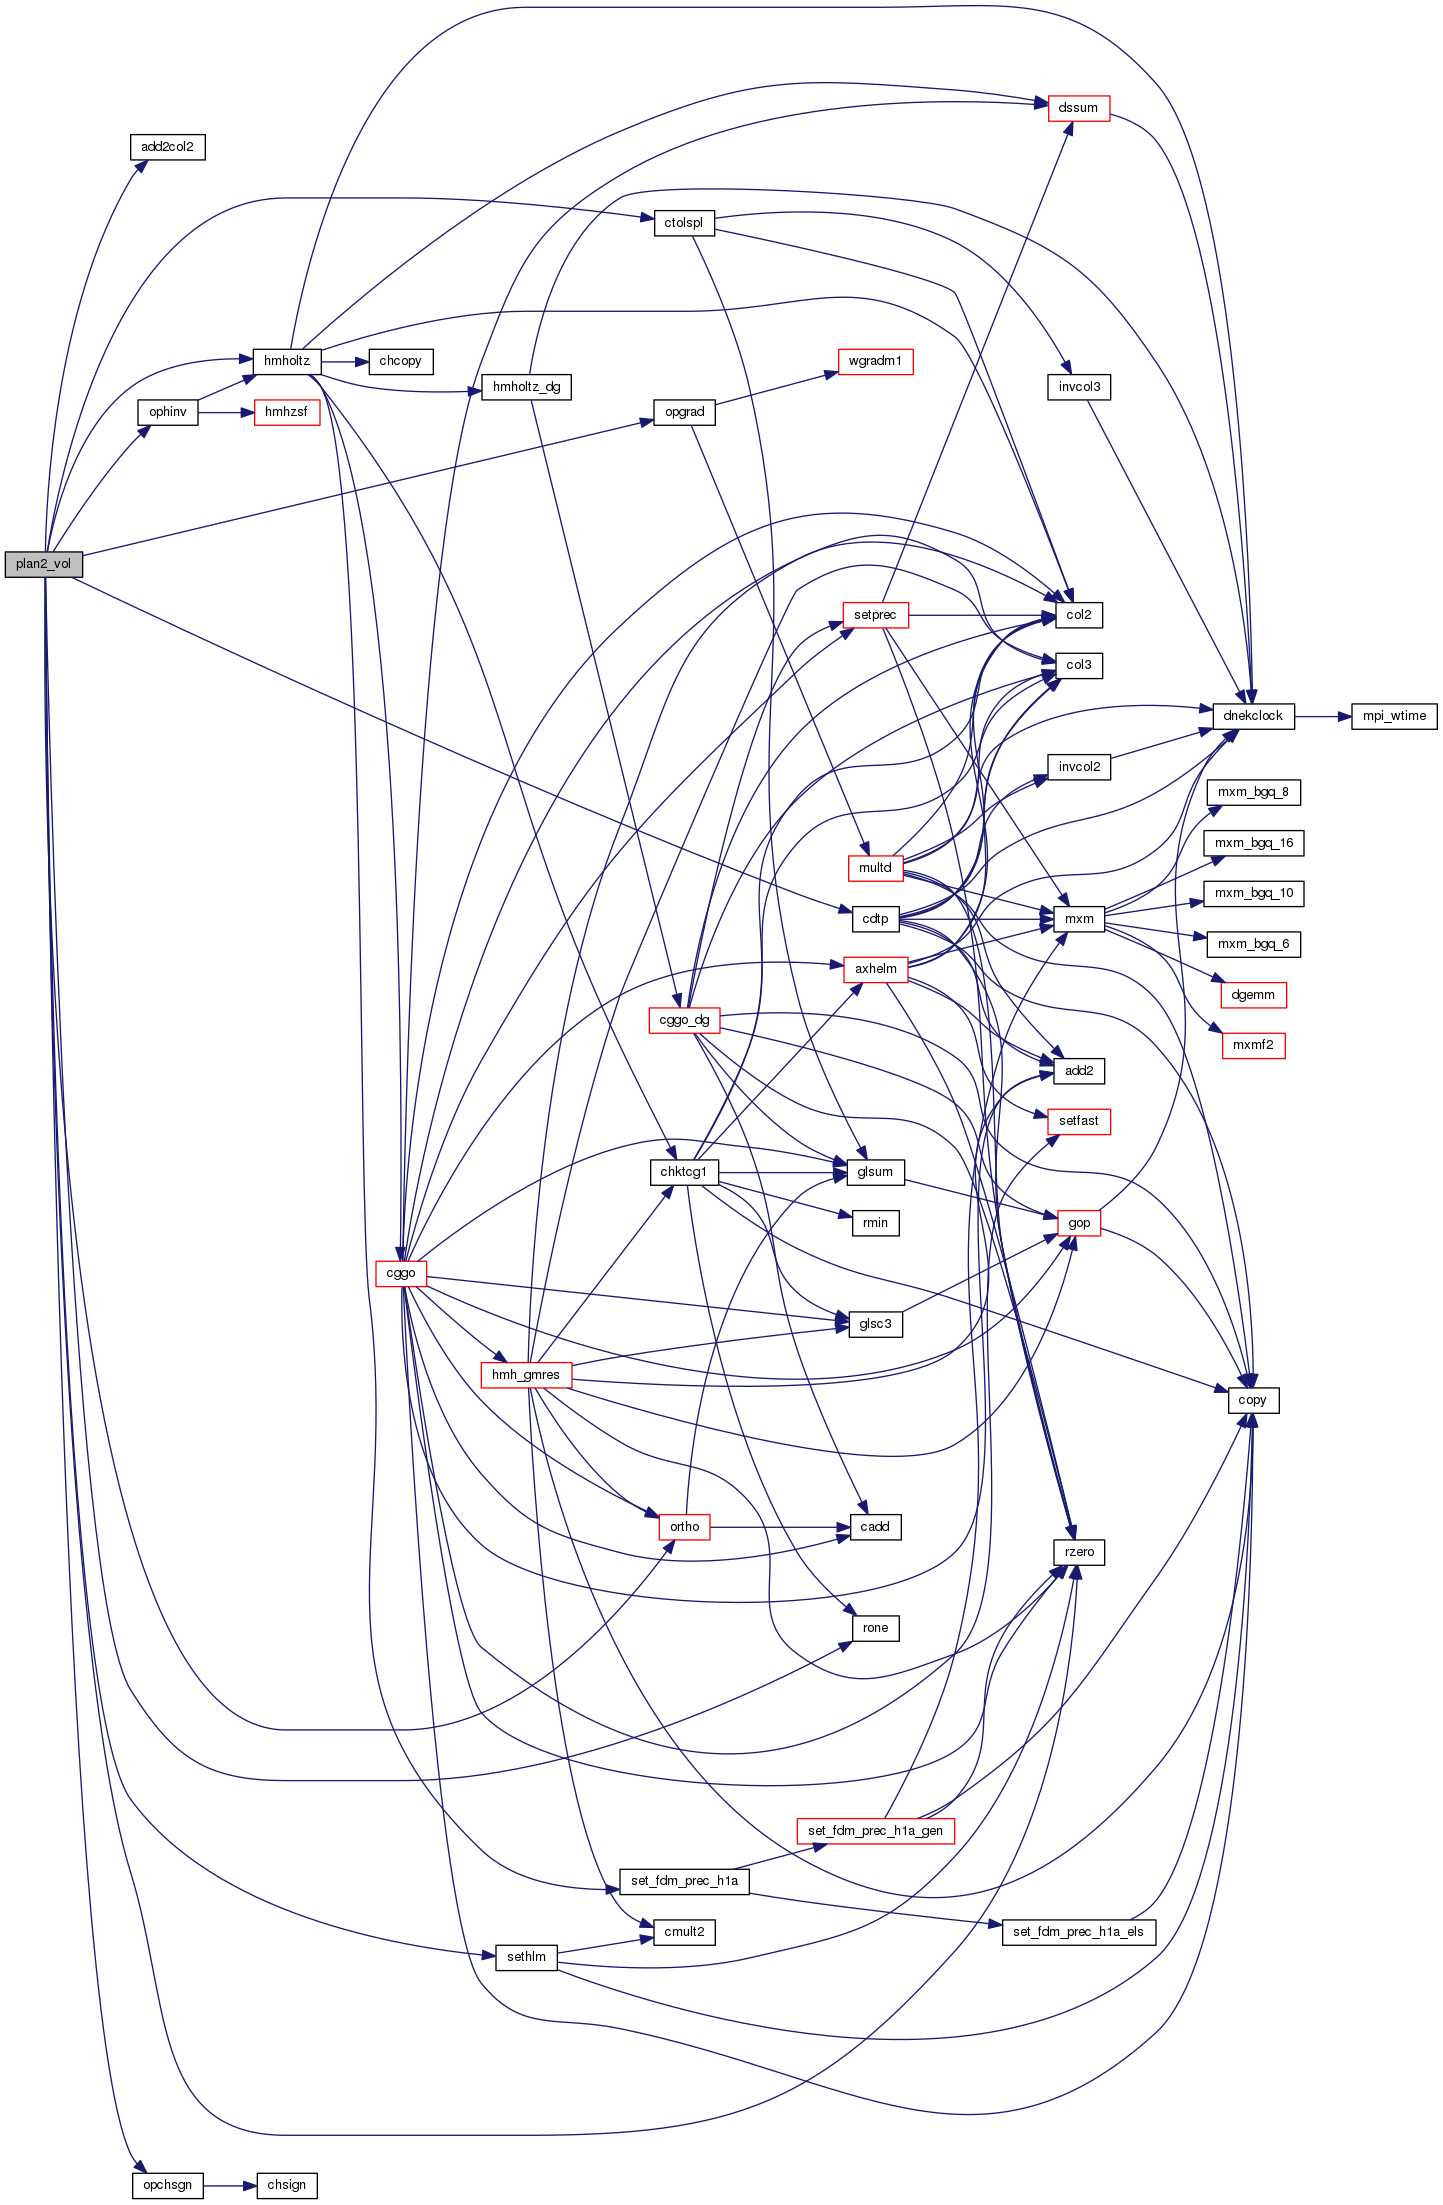 dssum
add2col2
ctolspl
hmholtz
chcopy
wgradm1
hmholtz_dg
invcol3
ophinv
hmhzsf
opgrad
plan2_vol
setprec
col2
col3
dnekclock
mpi_wtime
invcol2
mxm_bgq_8
mxm_bgq_16
multd
mxm_bgq_10
cdtp
mxm
mxm_bgq_6
axhelm
dgemm
cggo_dg
mxmf2
add2
setfast
chktcg1
glsum
rmin
gop
cggo
glsc3
hmh_gmres
copy
ortho
cadd
rzero
rone
set_fdm_prec_h1a_gen
set_fdm_prec_h1a
cmult2
set_fdm_prec_h1a_els
sethlm
opchsgn
chsign